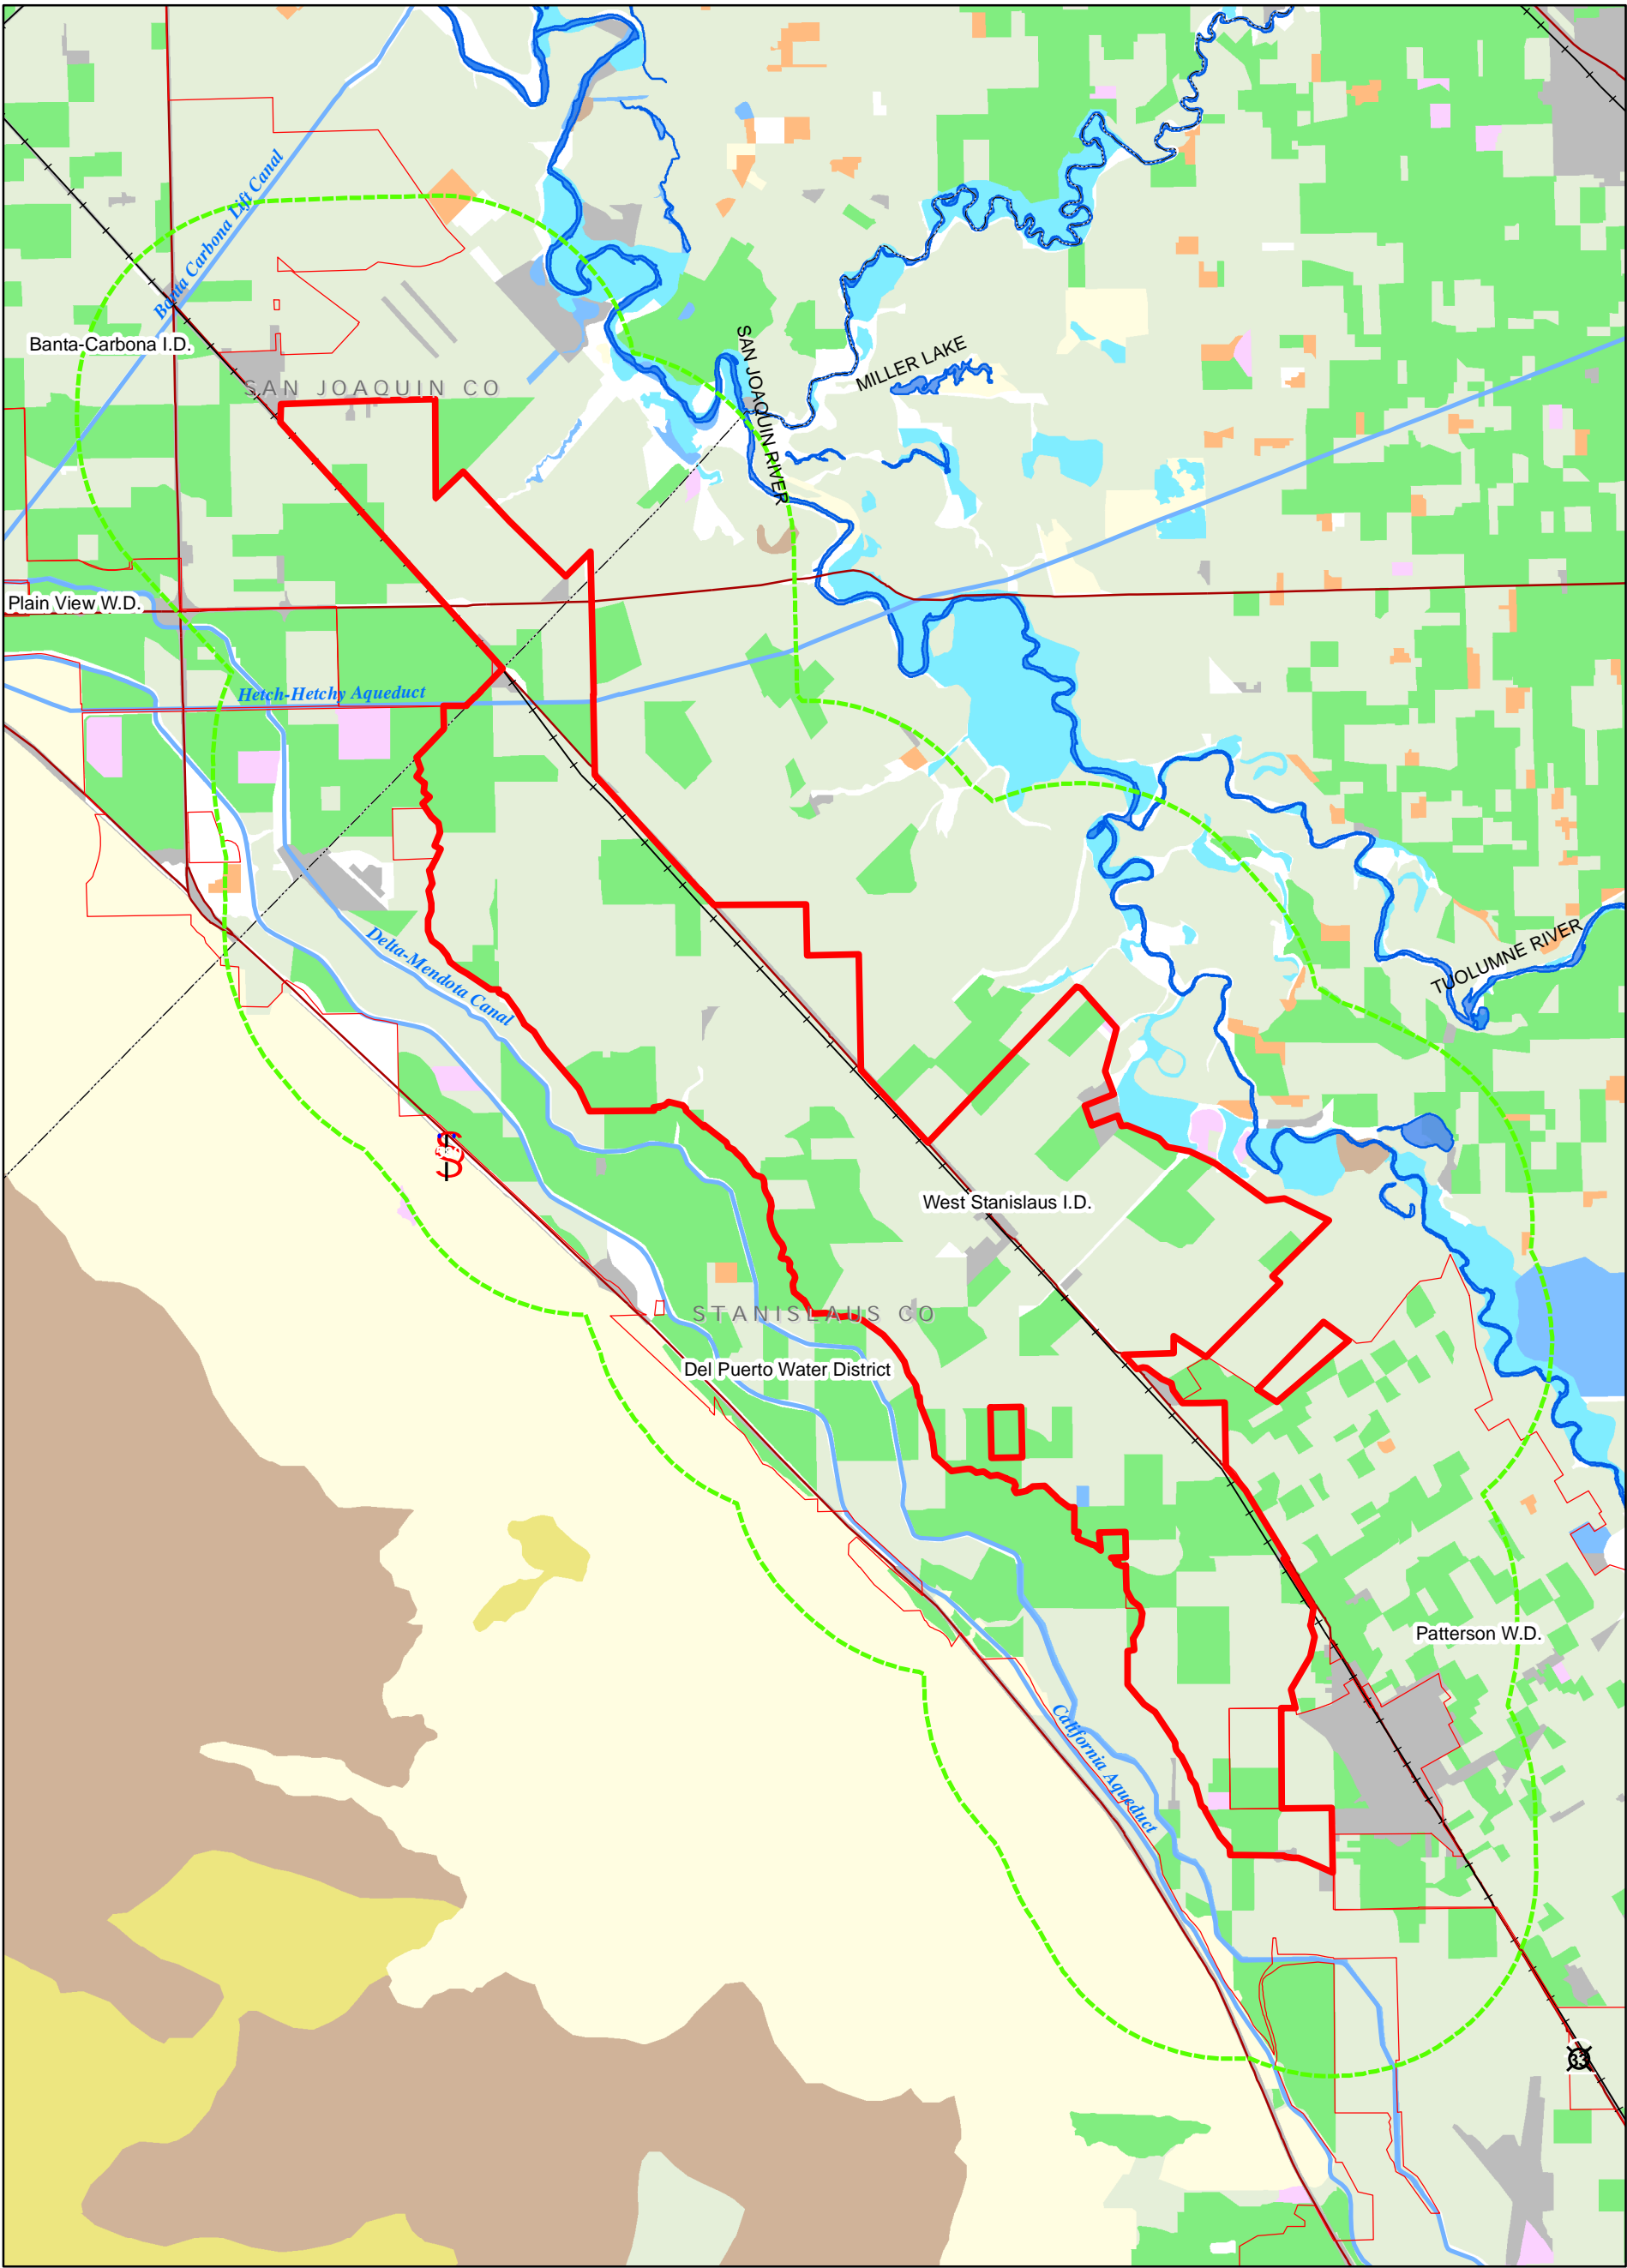 Banta Carbona Lift Canal
Banta-Carbona I.D.
SAN JOAQUIN CO
SAN JOAQUIN RIVER
MILLER LAKE
Plain View W.D.
Hetch-Hetchy Aqueduct
Delta-Mendota Canal
TUOLUMNE RIVER
West Stanislaus I.D.
STANISLAUS CO
Del Puerto Water District
Patterson W.D.
California Aqueduct
33